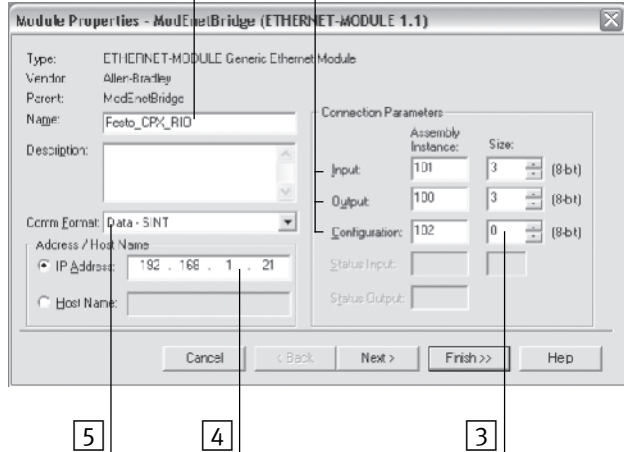 Module Properties - ModEnetBridge (ETHERNET-MODULE 1.1)
Type: ETHERNET-MODULE Generic Ethernet Module
Vendor: Allen-Bradley
Parent: ModEnetBridge
Name: Festo_CPX_RIO
Description:
Comm Format: Data - SINT
Address / Host Name
IP Address: 192 . 168 . 1 . 21
Host Name:
Connection Parameters
Assembly Instance: Size:
Input: 101 3 (8-bit)
Output: 100 3 (8-bit)
Configuration: 102 0 (8-bit)
Status Input:
Status Output:
Cancel < Back Next > Finish >> Help
5 4 3